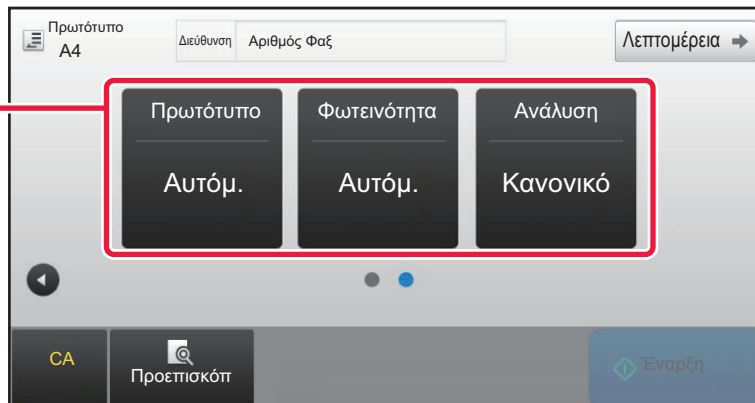 Πρωτότυπο
A4
Διεύθυνση Αριθμός Φαξ
Λεπτομέρεια
Πρωτότυπο
Αυτόμ.
Φωτεινότητα
Αυτόμ.
Ανάλυση
Κανονικό
CA
Προεπισκόπ
Έναρξη